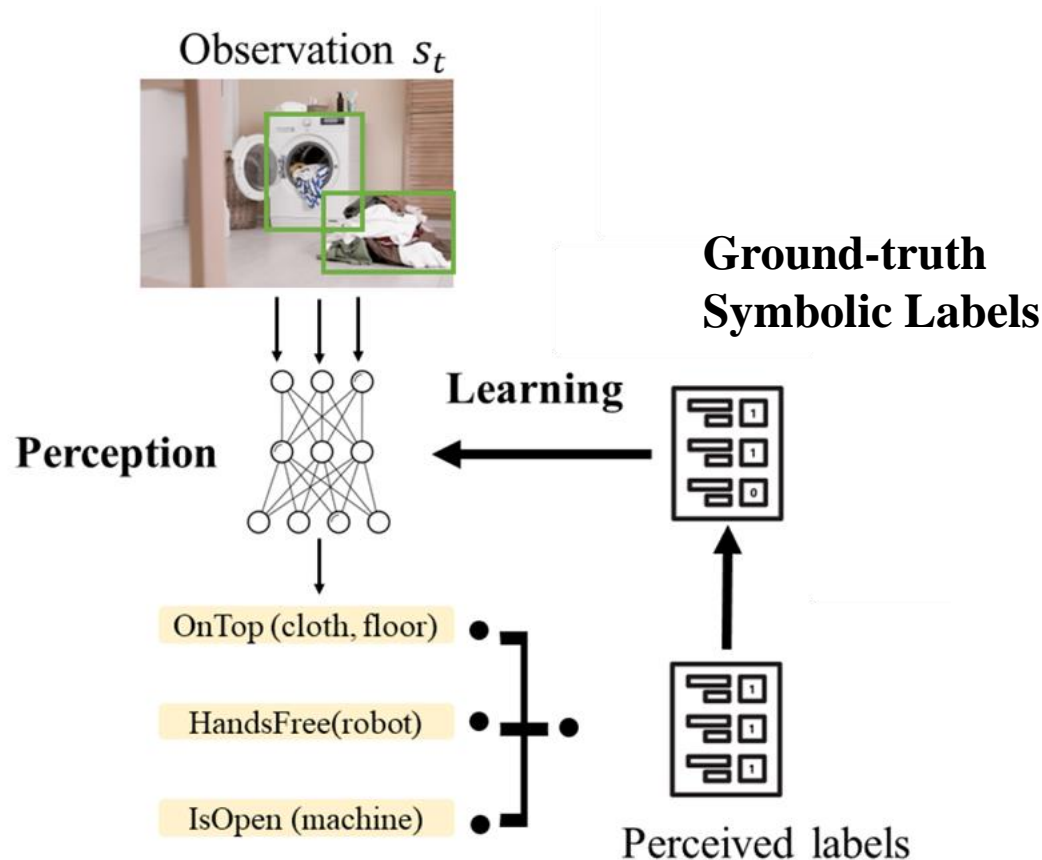 Observation s_t
Ground-truth
Symbolic Labels
Learning
Perception
1
1
0
OnTop (cloth, floor)
HandsFree(robot)
IsOpen (machine)
1
1
1
Perceived labels